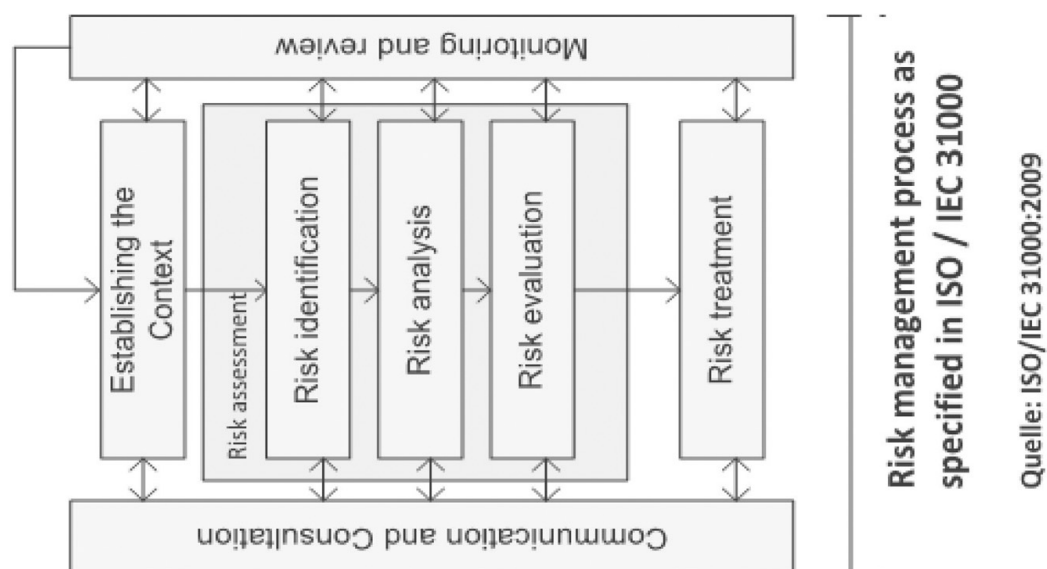 Monitoring and review
Establishing the
Context
Risk assessment
Risk identification
Risk analysis
Risk evaluation
Risk treatment
Communication and Consultation
Risk management process as
specified in ISO / IEC 31000
Quelle: ISO/IEC 31000:2009